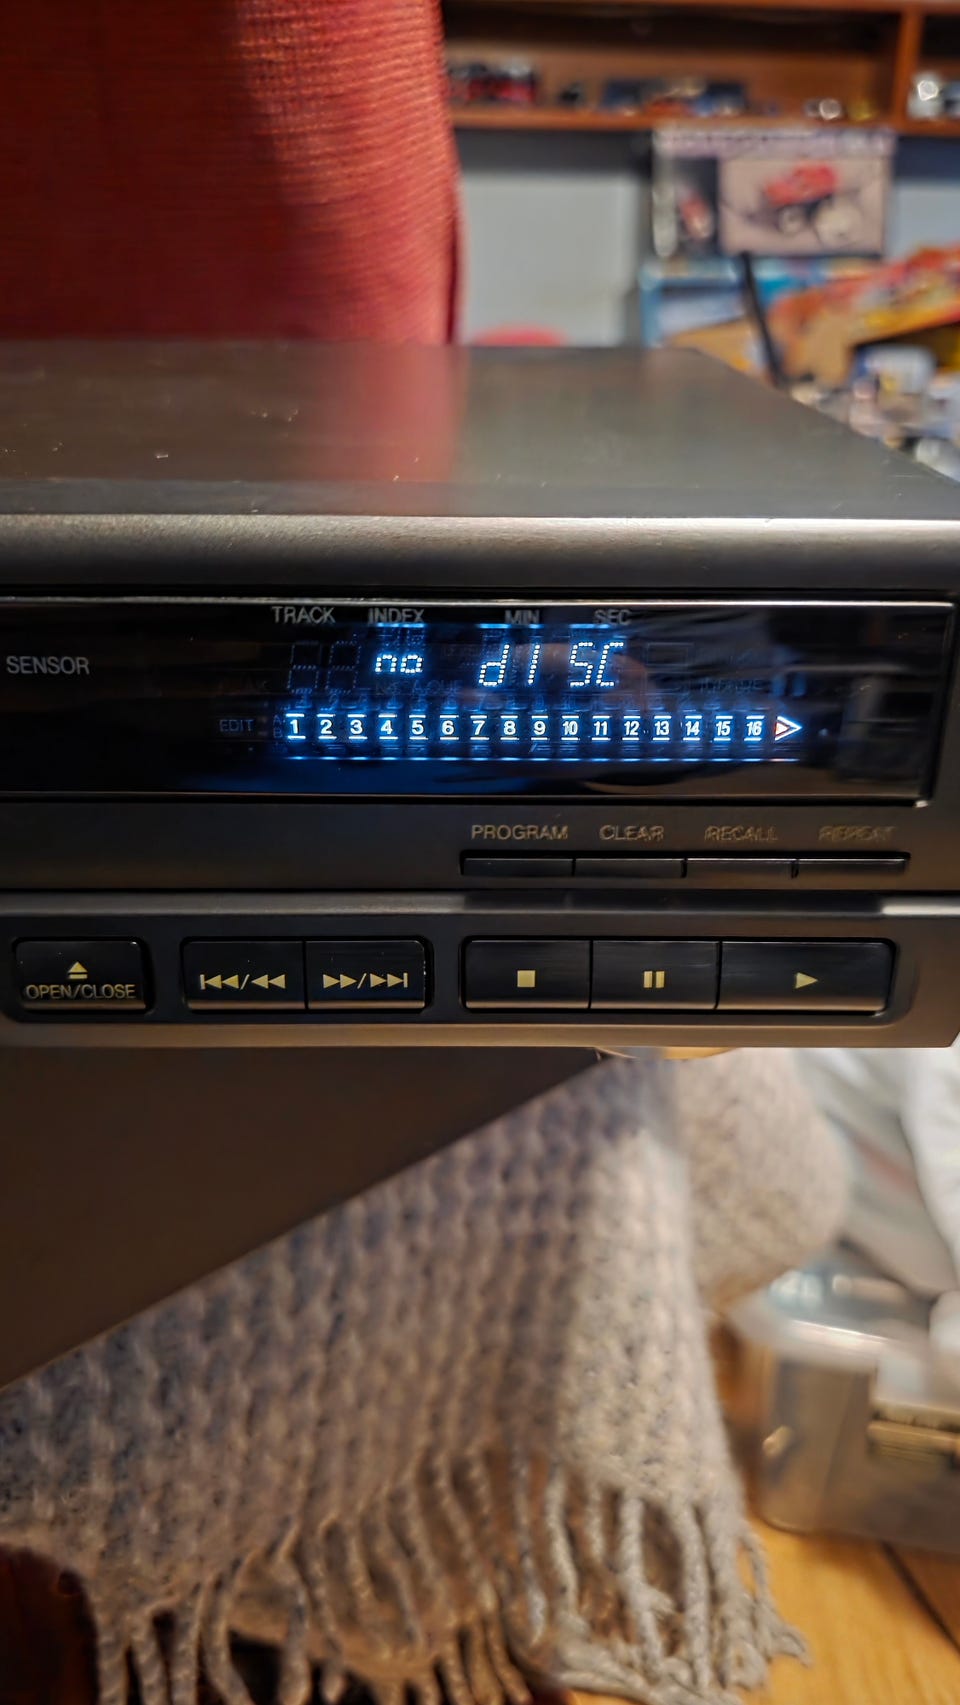 TRACK INDEX MIN SEC
SENSOR
no dISC
EDIT 1 2 3 4 5 6 7 8 9 10 11 12 13 14 15 16
PROGRAM CLEAR RECALL REPEAT
OPEN/CLOSE